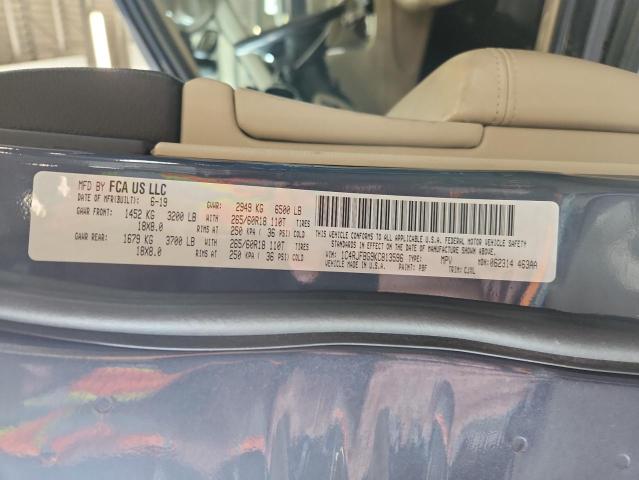 MFD BY FCA US LLC
DATE OF MFR(BUILT): 6-19 GVWR: 2949 KG 6500 LB
GAWR FRONT: 1452 KG 3200 LB WITH 265/60R18 110T TIRES
18X8.0 RIMS AT 250 KPA ( 36 PSI) COLD
GAWR REAR: 1679 KG 3700 LB WITH 265/60R18 110T TIRES
18X8.0 RIMS AT 250 KPA ( 36 PSI) COLD
THIS VEHICLE CONFORMS TO ALL APPLICABLE U.S.A. FEDERAL MOTOR VEHICLE SAFETY
STANDARDS IN EFFECT ON THE DATE OF MANUFACTURE SHOWN ABOVE.
VIN: 1C4RJFBG9KC813596 TYPE: MPV MDH: 062314 463AA
VEHICLE MADE IN U.S.A. PAINT: PBF TRIM: CJXL